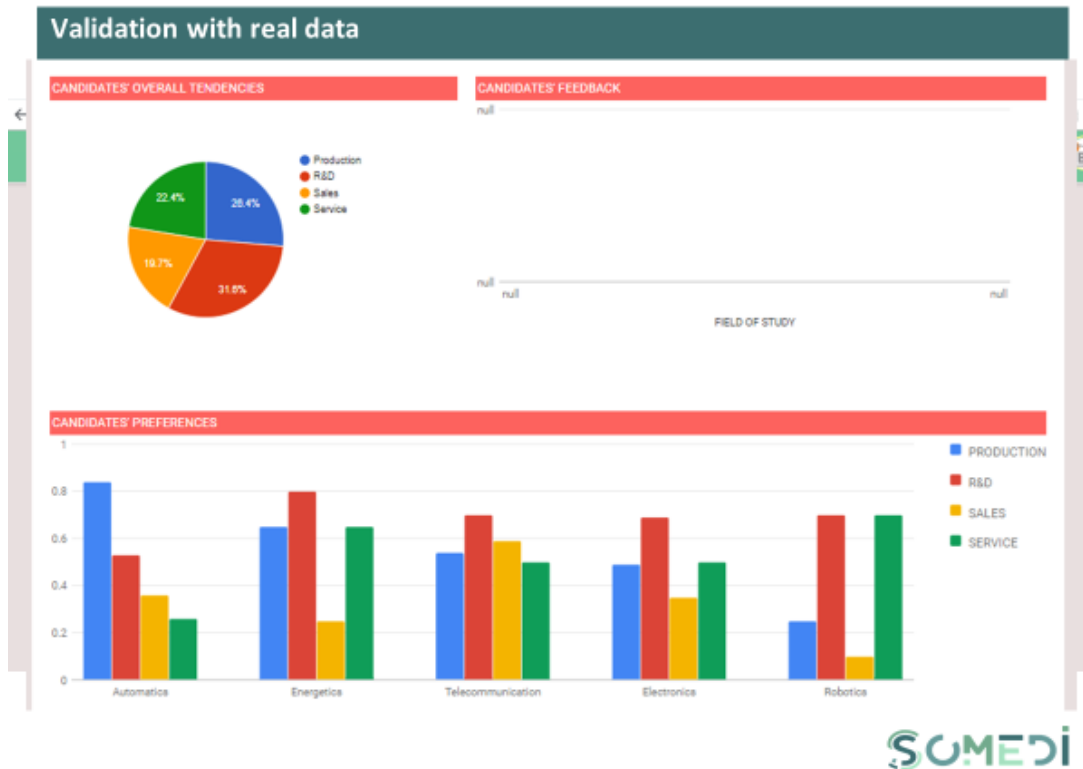 Validation with real data
CANDIDATES' OVERALL TENDENCIES
Production
R&D
Sales
Service
22.4%
26.4%
19.7%
31.6%
CANDIDATES' FEEDBACK
null
null
null
null
FIELD OF STUDY
CANDIDATES' PREFERENCES
1
0.8
0.6
0.4
0.2
0
Automatics
Energetics
Telecommunication
Electronics
Robotics
PRODUCTION
R&D
SALES
SERVICE
SOMEDI